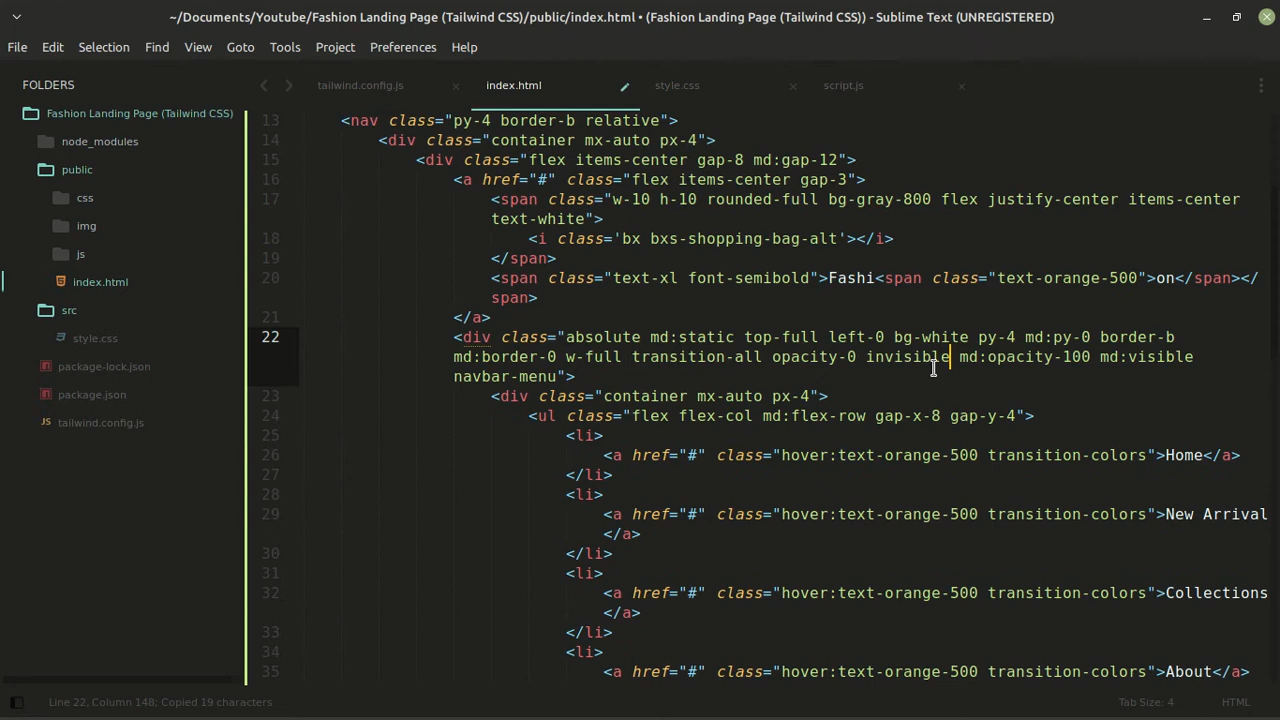 ~/Documents/Youtube/Fashion Landing Page (Tailwind CSS)/public/index.html • (Fashion Landing Page (Tailwind CSS)) - Sublime Text (UNREGISTERED)
File Edit Selection Find View Goto Tools Project Preferences Help
FOLDERS
Fashion Landing Page (Tailwind CSS)
node_modules
public
css
img
js
index.html
src
style.css
package-lock.json
package.json
JS tailwind.config.js
tailwind.config.js × index.html style.css × script.js ×
13 <nav class="py-4 border-b relative">
14 <div class="container mx-auto px-4">
15 <div class="flex items-center gap-8 md:gap-12">
16 <a href="#" class="flex items-center gap-3">
17 <span class="w-10 h-10 rounded-full bg-gray-800 flex justify-center items-center
text-white">
18 <i class='bx bxs-shopping-bag-alt'></i>
19 </span>
20 <span class="text-xl font-semibold">Fashi<span class="text-orange-500">on</span></
span>
21 </a>
22 <div class="absolute md:static top-full left-0 bg-white py-4 md:py-0 border-b
md:border-0 w-full transition-all opacity-0 invisible md:opacity-100 md:visible
navbar-menu">
23 <div class="container mx-auto px-4">
24 <ul class="flex flex-col md:flex-row gap-x-8 gap-y-4">
25 <li>
26 <a href="#" class="hover:text-orange-500 transition-colors">Home</a>
27 </li>
28 <li>
29 <a href="#" class="hover:text-orange-500 transition-colors">New Arrival
</a>
30 </li>
31 <li>
32 <a href="#" class="hover:text-orange-500 transition-colors">Collections
</a>
33 </li>
34 <li>
35 <a href="#" class="hover:text-orange-500 transition-colors">About</a>
Line 22, Column 148; Copied 19 characters
Tab Size: 4
HTML